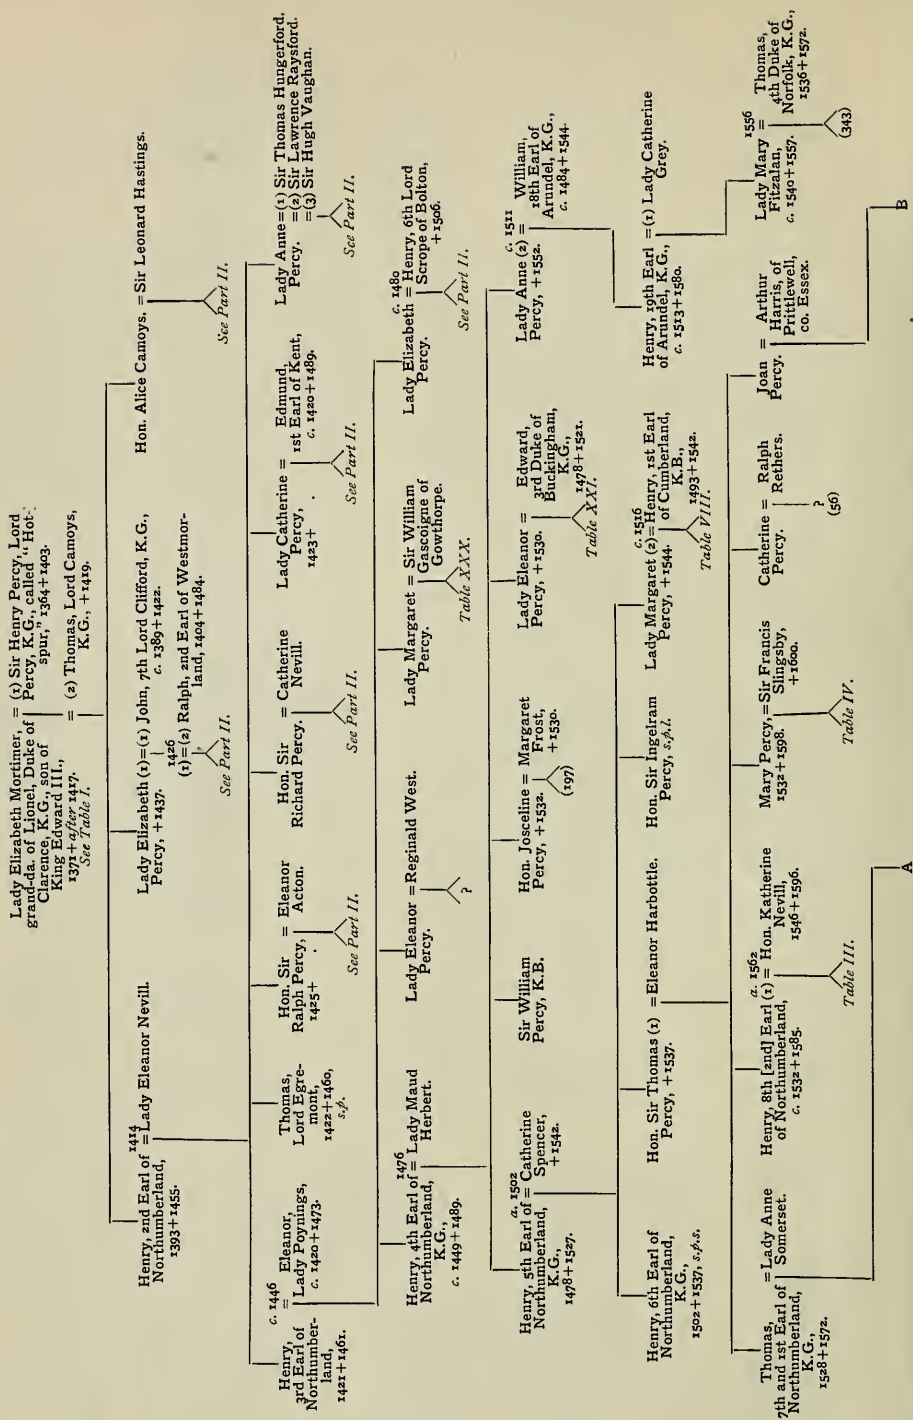 Lady Elizabeth Mortimer, = (1) Sir Henry Percy, Lord
grand-da. of Lionel, Duke of Percy, K.G., called "Hot-
Clarence, K.G., son of spur," 1364+1403.
King Edward III., = (2) Thomas, Lord Camoys,
1371+after 1417. K.G., +1419.
See Table I.
1414
Henry, 2nd Earl of = Lady Eleanor Nevill.
Northumberland,
1393+1455.
Lady Elizabeth (1)=(1) John, 7th Lord Clifford, K.G.,
Percy, +1437. c. 1389+1422.
1426
(1)=(2) Ralph, 2nd Earl of Westmor-
land, 1404+1484.
See Part II.
Hon. Alice Camoys. = Sir Leonard Hastings.
See Part II.
c. 1446
Henry, = Eleanor,
3rd Earl of Lady Poynings,
Northumber- c. 1420+1473.
land,
1421+1461.
Thomas,
Lord Egre-
mont,
1422+1460,
s.p.
Hon. Sir = Eleanor
Ralph Percy, Acton.
1425+ .
See Part II.
Hon. Sir = Catherine
Richard Percy. Nevill.
See Part II.
Lady Catherine = Edmund,
Percy, 1st Earl of Kent,
1423+ . c. 1420+1489.
See Part II.
Lady Anne=(1) Sir Thomas Hungerford.
Percy. =(2) Sir Lawrence Raysford.
=(3) Sir Hugh Vaughan.
See Part II.
1476
Henry, 4th Earl of = Lady Maud
Northumberland, Herbert.
K.G.,
c. 1449+1489.
Lady Eleanor = Reginald West.
Percy.
?
Lady Margaret = Sir William
Percy. Gascoigne of
Gowthorpe.
Table XXX.
c. 1480
Lady Elizabeth = Henry, 6th Lord
Percy. Scrope of Bolton,
+1506.
See Part II.
a. 1502
Henry, 5th Earl of = Catherine
Northumberland, Spencer,
K.G., +1542.
1478+1527.
Sir William
Percy, K.B.
Hon. Josceline = Margaret
Percy, +1532. Frost,
+1530.
(197)
Lady Eleanor = Edward,
Percy, +1530. 3rd Duke of
Buckingham,
K.G.,
1478+1521.
Table XXI.
c. 1511
Lady Anne (2) = William,
Percy, +1552. 18th Earl of
Arundel, K.G.,
c. 1484+1544.
Henry, 6th Earl of
Northumberland,
K.G.,
1502+1537, s.p.s.
Hon. Sir Thomas (1) = Eleanor Harbottle.
Percy, +1537.
Hon. Sir Ingelram
Percy, s.p.l.
c. 1516
Lady Margaret (2)=Henry, 1st Earl
Percy, +1544. of Cumberland,
K.B.,
1493+1542.
Table VIII.
Henry, 19th Earl =(1) Lady Catherine
of Arundel, K.G., Grey.
c. 1513+1580.
Thomas, = Lady Anne
7th and 1st Earl of Somerset.
Northumberland,
K.G.,
1528+1572.
a. 1562
Henry, 8th [2nd] Earl (1) = Hon. Katherine
of Northumberland, Nevill,
c. 1532+1585. 1546+1596.
Table III.
Mary Percy, = Sir Francis
1532+1598. Slingsby,
+1600.
Table IV.
Catherine = Ralph
Percy. Rethers.
?
(56)
Joan = Arthur
Percy. Harris, of
Prittlewell,
co. Essex.
1556
Lady Mary = Thomas,
Fitzalan, 4th Duke of
c. 1540+1557. Norfolk, K.G.,
1536+1572.
(343)
A
B